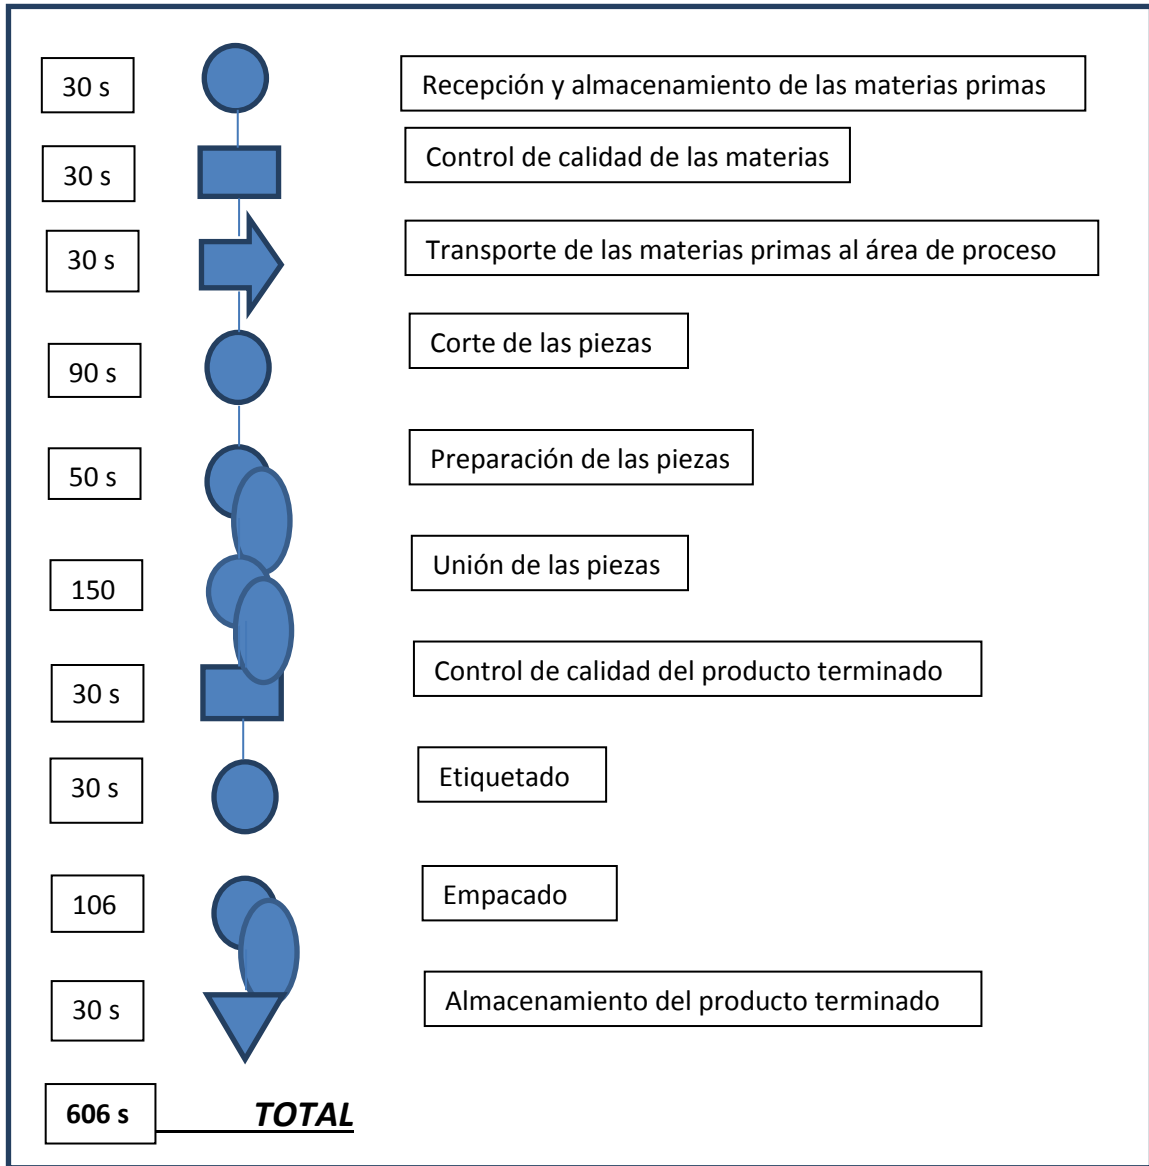 30 s
Recepción y almacenamiento de las materias primas
30 s
Control de calidad de las materias
30 s
Transporte de las materias primas al área de proceso
90 s
Corte de las piezas
50 s
Preparación de las piezas
150
Unión de las piezas
30 s
Control de calidad del producto terminado
30 s
Etiquetado
106
Empacado
30 s
Almacenamiento del producto terminado
606 s
TOTAL